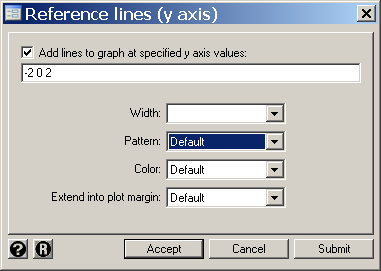 Reference lines (y axis)
Add lines to graph at specified y axis values:
-2 0 2
Width:
Pattern: Default
Color: Default
Extend into plot margin: Default
? R Accept Cancel Submit